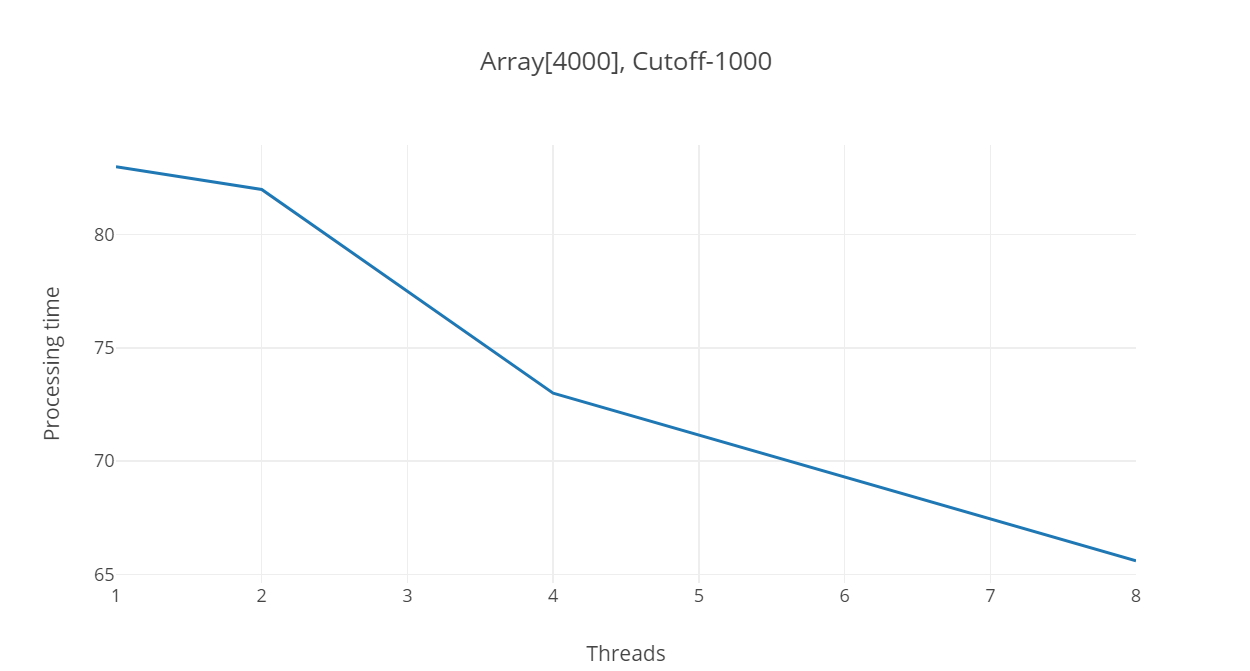 Array[4000], Cutoff-1000
Processing time
80
75
70
65
1 2 3 4 5 6 7 8
Threads